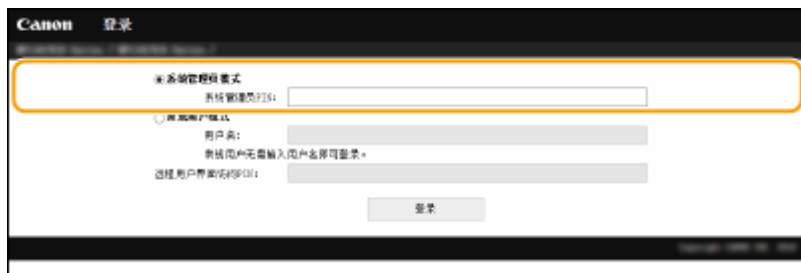 Canon 登录
系统管理员模式
系统管理员PIN:
常规用户模式
用户名:
常规用户无需输入用户名即可登录。
远程用户界面访问PIN:
登录